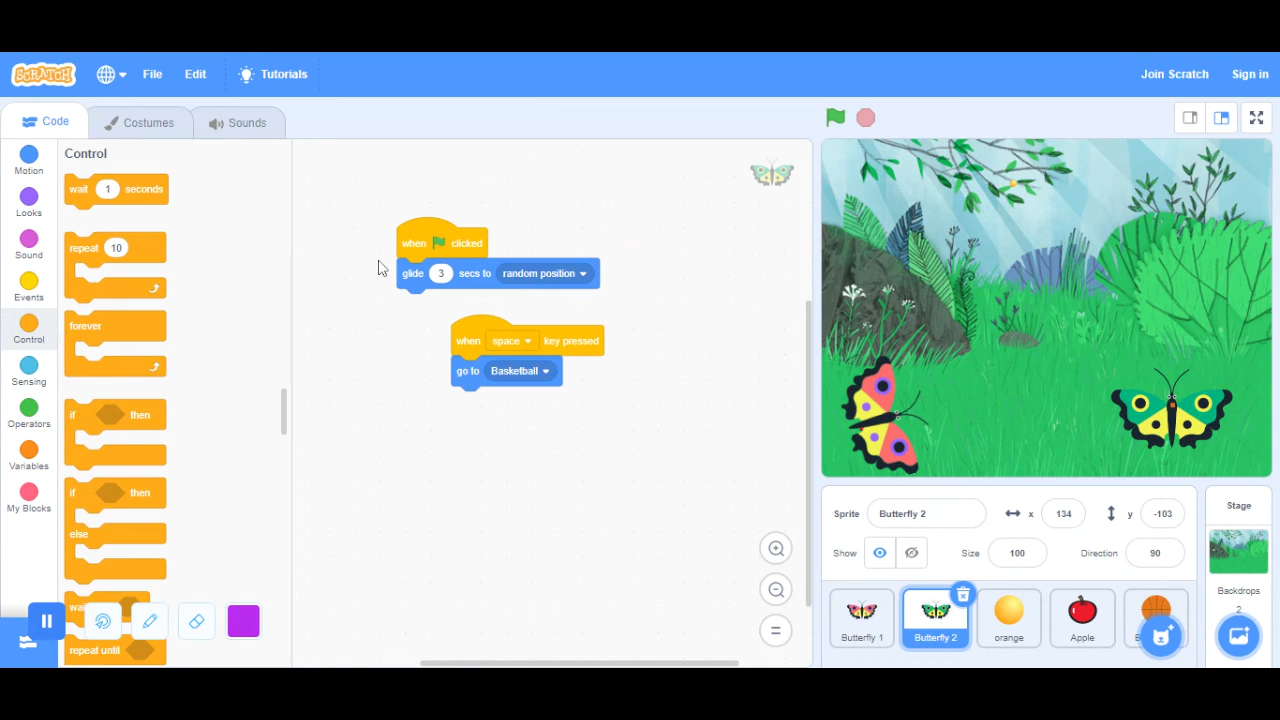 SCRATCH
File
Edit
Tutorials
Join Scratch
Sign in
Code
Costumes
Sounds
Motion
Looks
Sound
Events
Control
Sensing
Operators
Variables
My Blocks
Control
wait 1 seconds
repeat 10
forever
if then
if then
else
repeat until
when clicked
glide 3 secs to random position
when space key pressed
go to Basketball
Sprite Butterfly 2 x 134 y -103
Show Size 100 Direction 90
Butterfly 1
Butterfly 2
orange
Apple
Stage
Backdrops
2